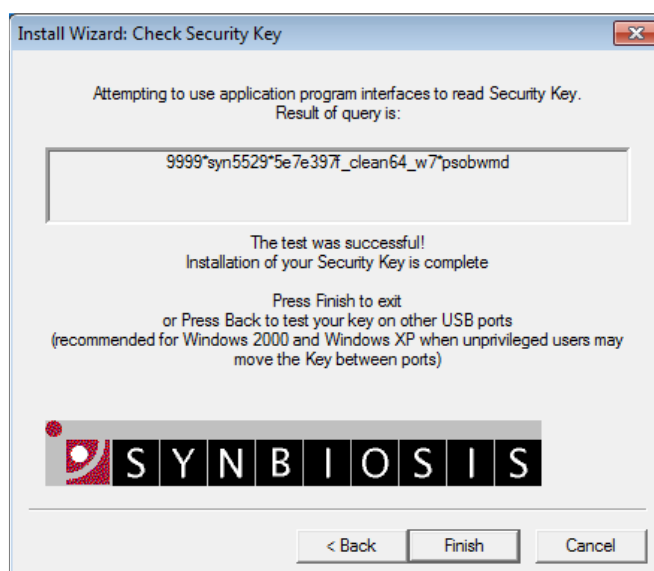 Install Wizard: Check Security Key
Attempting to use application program interfaces to read Security Key.
Result of query is:
9999*syn5529*5e7e397f_clean64_w7*psobwmd
The test was successful!
Installation of your Security Key is complete
Press Finish to exit
or Press Back to test your key on other USB ports
(recommended for Windows 2000 and Windows XP when unprivileged users may
move the Key between ports)
SYNBIOSIS
< Back Finish Cancel